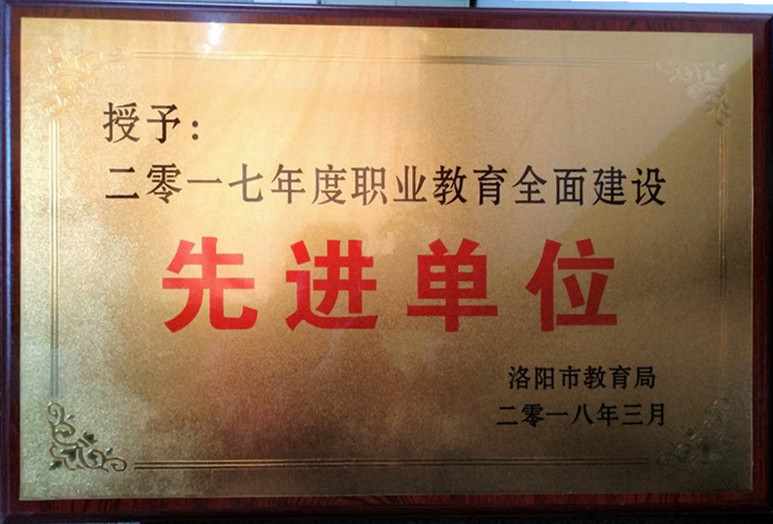 授予：
二零一七年度职业教育全面建设
先进单位
洛阳市教育局
二零一八年三月